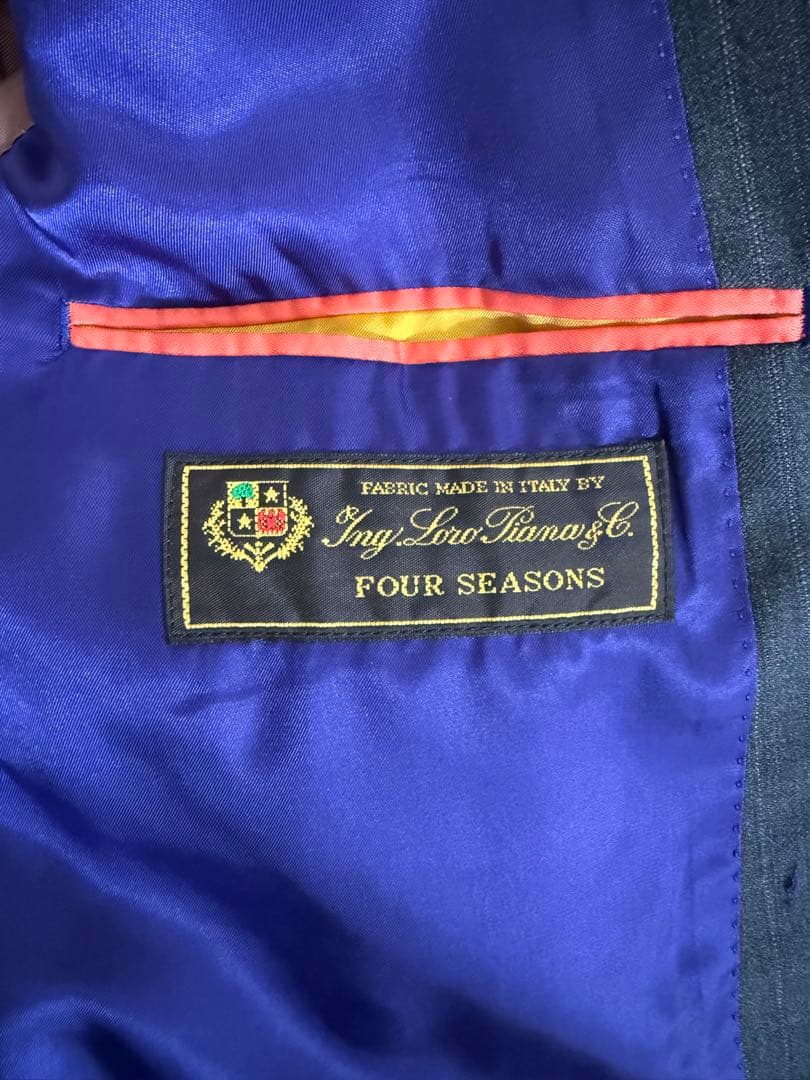 FABRIC MADE IN ITALY BY
Ing. Loro Piana & C.
FOUR SEASONS